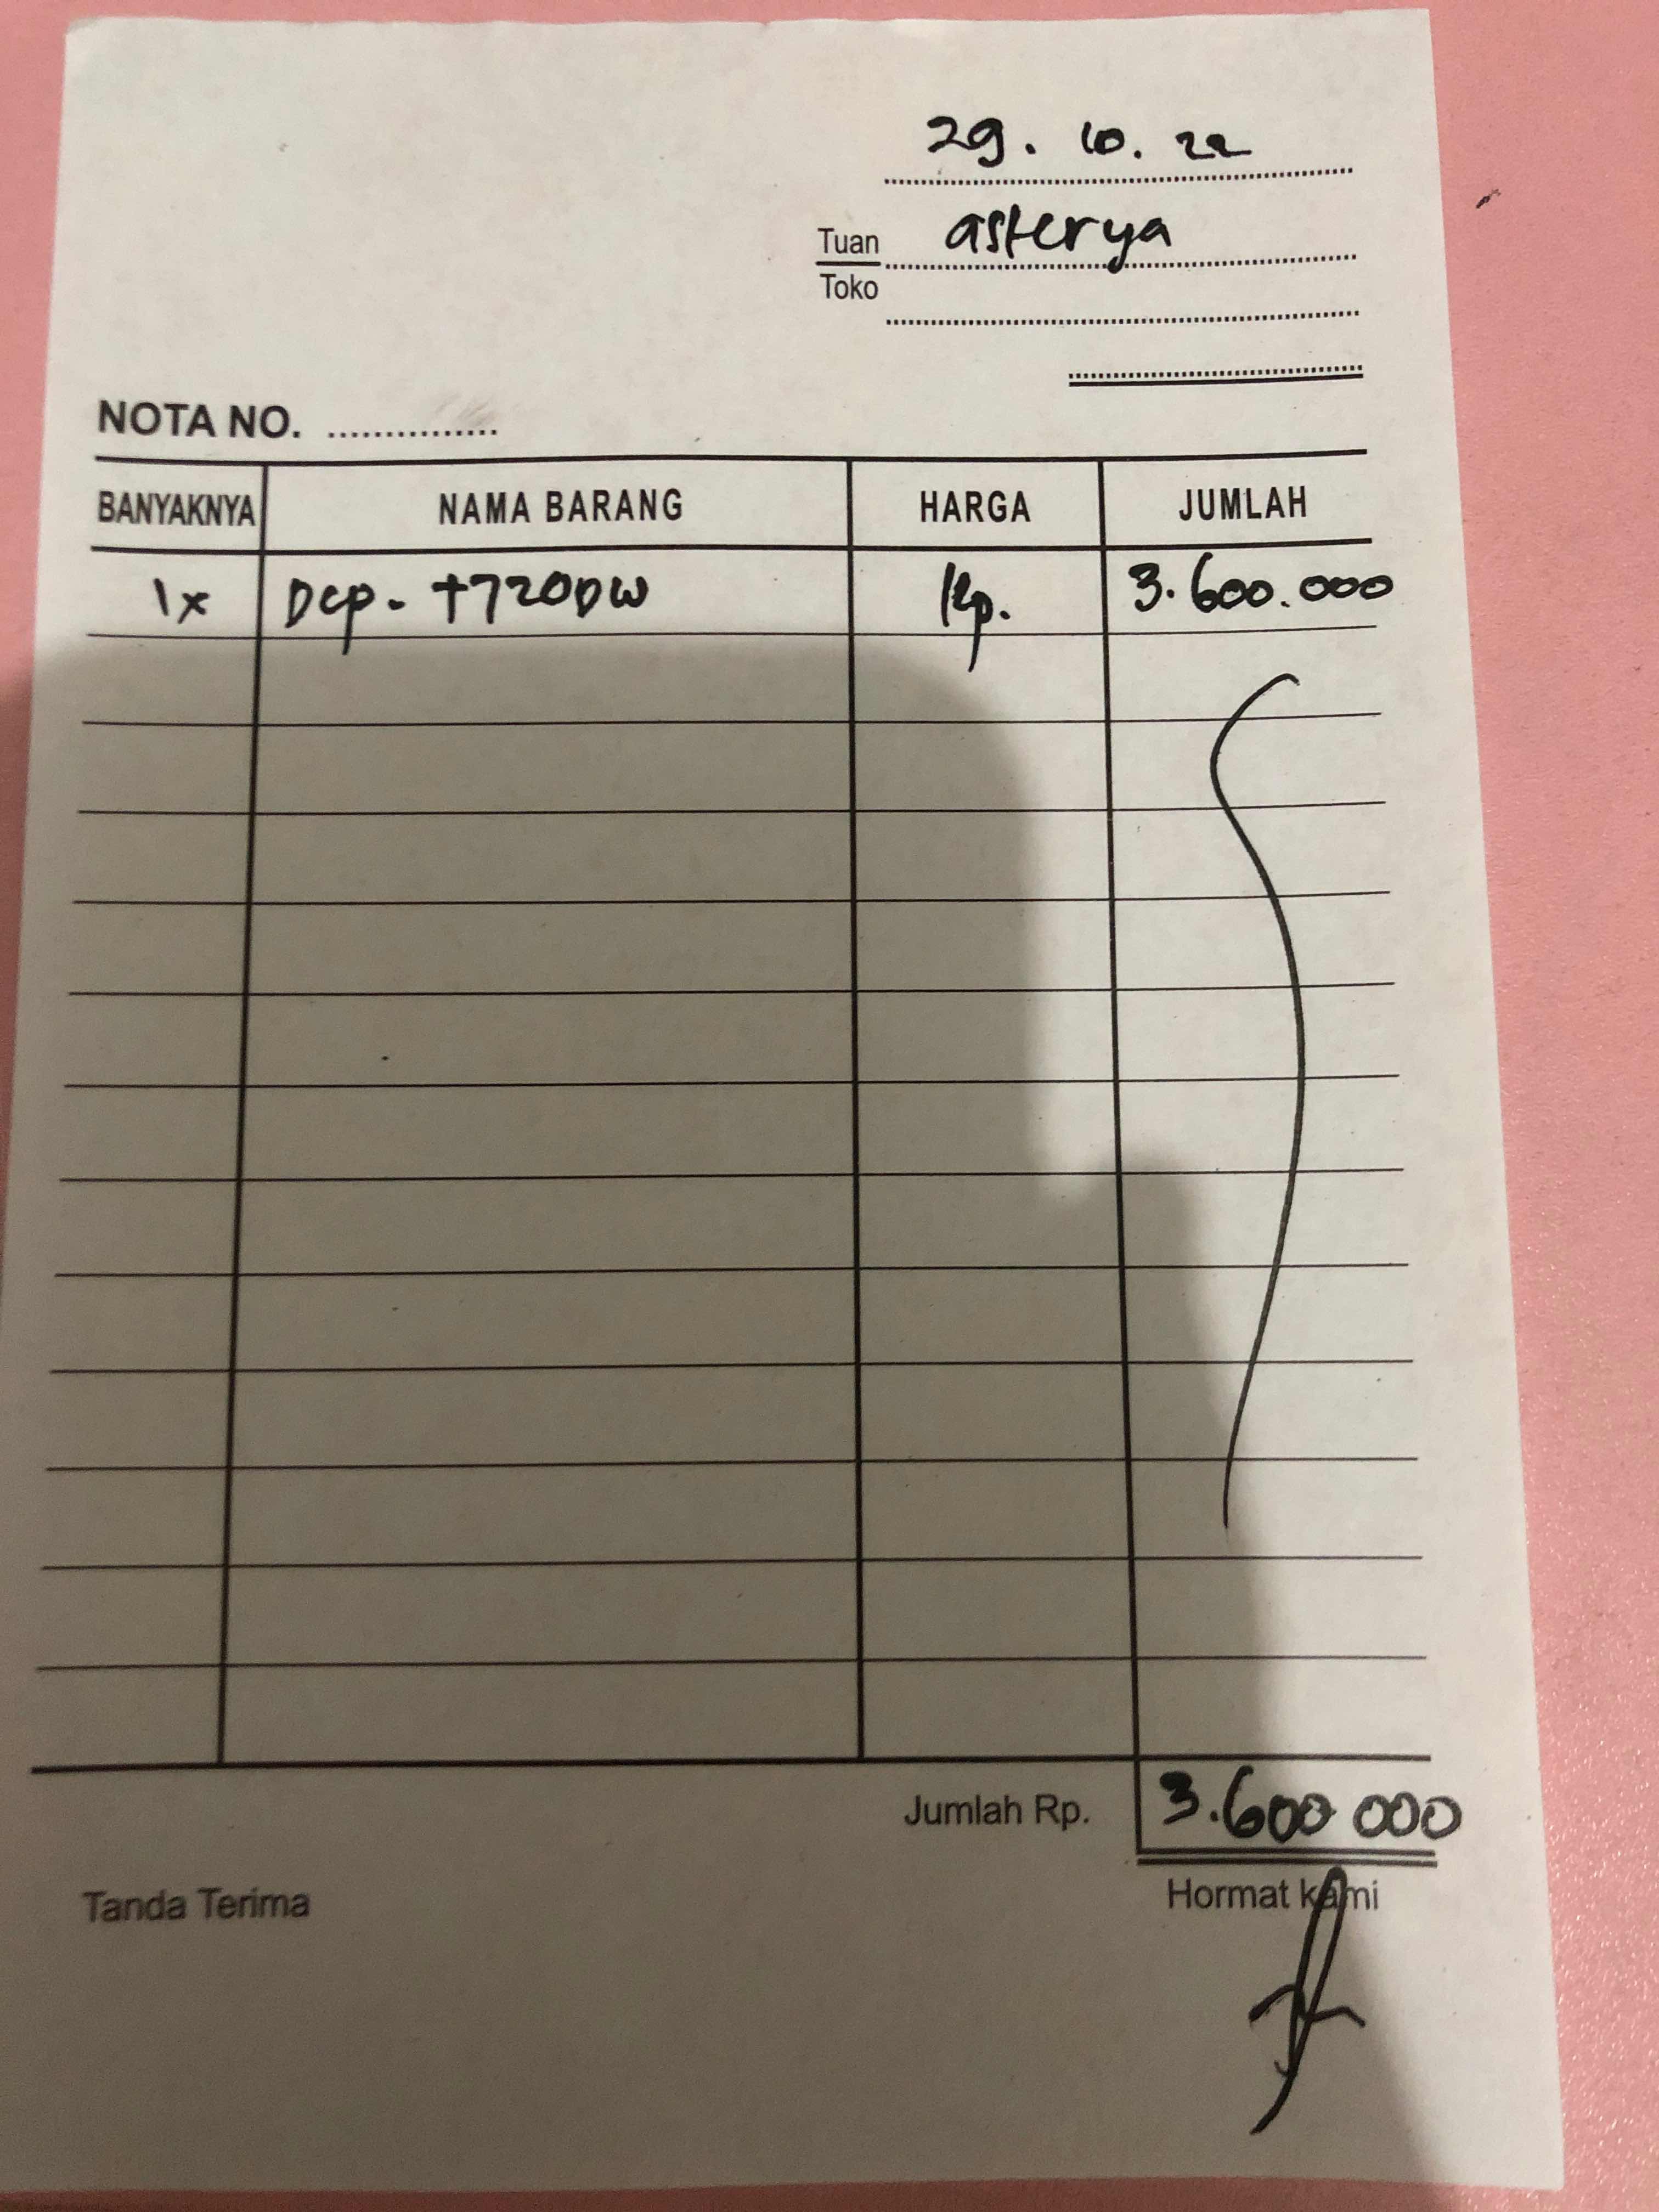 29. 10. 22
Tuan asterya
Toko
NOTA NO. ...............
BANYAKNYA NAMA BARANG HARGA JUMLAH
1x Dcp. T720DW Rp. 3.600.000
Jumlah Rp. 3.600 000
Tanda Terima Hormat kami